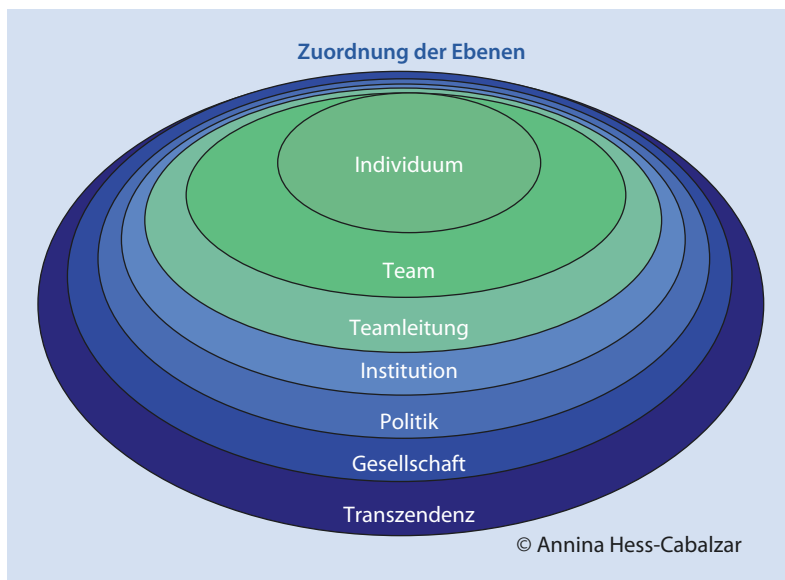 Zuordnung der Ebenen
Individuum
Team
Teamleitung
Institution
Politik
Gesellschaft
Transzendenz
© Annina Hess-Cabalzar